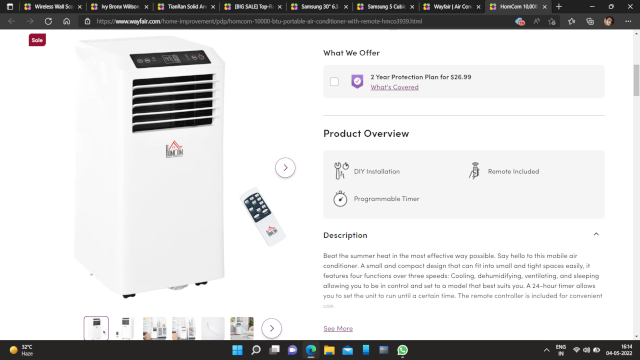 Wireless Wall Sco
Ivy Bronx Wilson
TianRan Solid An
[BIG SALE] Top-R
Samsung 30" 6.3
Samsung 5 Cubic
Wayfair | Air Con
HomCom 10,000
https://www.wayfair.com/home-improvement/pdp/homcom-10000-btu-portable-air-conditioner-with-remote-hmco3939.html
Sale
What We Offer
2 Year Protection Plan for $26.99
What's Covered
Product Overview
DIY Installation
Remote Included
Programmable Timer
Description
Beat the summer heat in the most effective way possible. Say hello to this mobile air
conditioner. A small and compact design that can fit into small and tight spaces easily, it
features four functions over three speeds: Cooling, dehumidifying, ventilating, and sleeping
allowing you to be in control and set to a model that best suits you. A 24-hour timer allows
you to set the unit to run until a certain time. The remote controller is included for convenient
use.
See More
HOMCOM
32°C
Haze
ENG
IN
16:14
04-05-2022